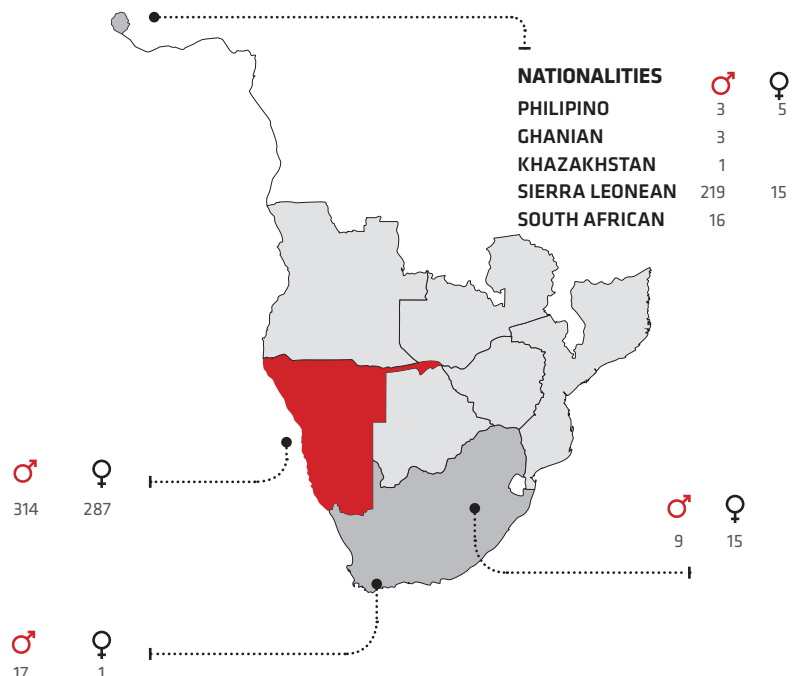 NATIONALITIES ♂ ♀
PHILIPINO 3 5
GHANIAN 3
KHAZAKHSTAN 1
SIERRA LEONEAN 219 15
SOUTH AFRICAN 16
♂ ♀
314 287
♂ ♀
9 15
♂ ♀
17 1